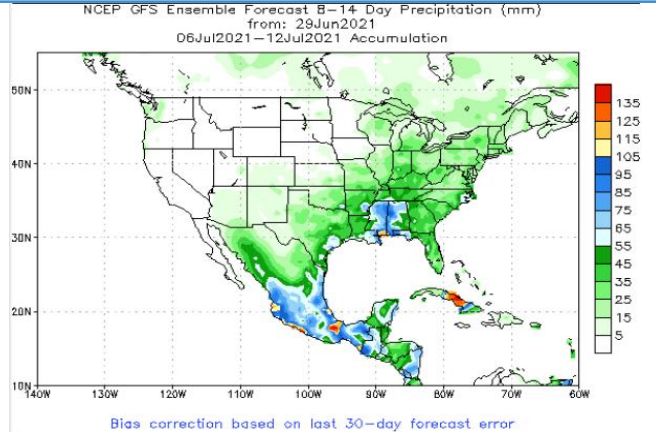 NCEP GFS Ensemble Forecast 8-14 Day Precipitation (mm)
from: 29Jun2021
06Jul2021-12Jul2021 Accumulation
50N
40N
30N
20N
10N
140W 130W 120W 110W 100W 90W 80W 70W 60W
135
125
115
105
95
85
75
65
55
45
35
25
15
5
Bias correction based on last 30-day forecast error